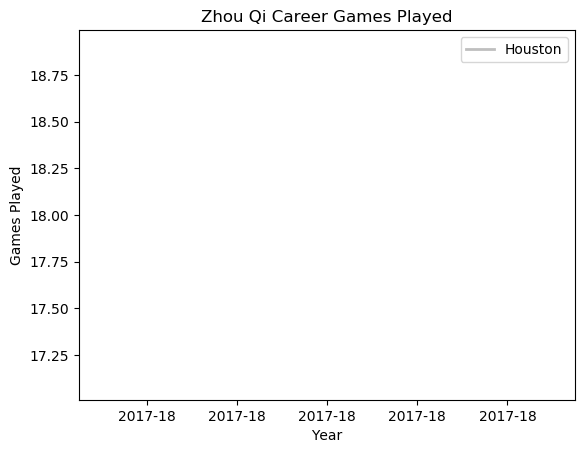 Zhou Qi Career Games Played
Houston
18.75
18.50
18.25
18.00
17.75
17.50
17.25
Games Played
2017-18 2017-18 2017-18 2017-18 2017-18
Year